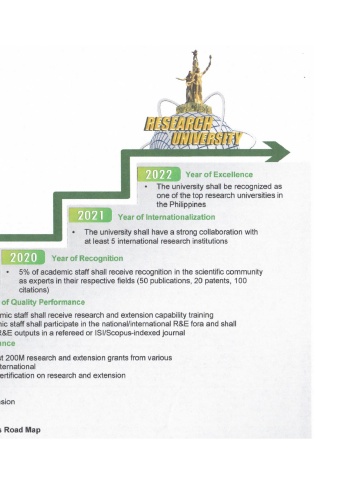 RESEARCH
UNIVERSITY
2022 Year of Excellence
• The university shall be recognized as
one of the top research universities in
the Philippines
2021 Year of Internationalization
• The university shall have a strong collaboration with
at least 5 international research institutions
2020 Year of Recognition
• 5% of academic staff shall receive recognition in the scientific community
as experts in their respective fields (50 publications, 20 patents, 100
citations)
of Quality Performance
mic staff shall receive research and extension capability training
nic staff shall participate in the national/international R&E fora and shall
R&E outputs in a refereed or ISI/Scopus-indexed journal
ance
st 200M research and extension grants from various
ternational
ertification on research and extension
sion
s Road Map